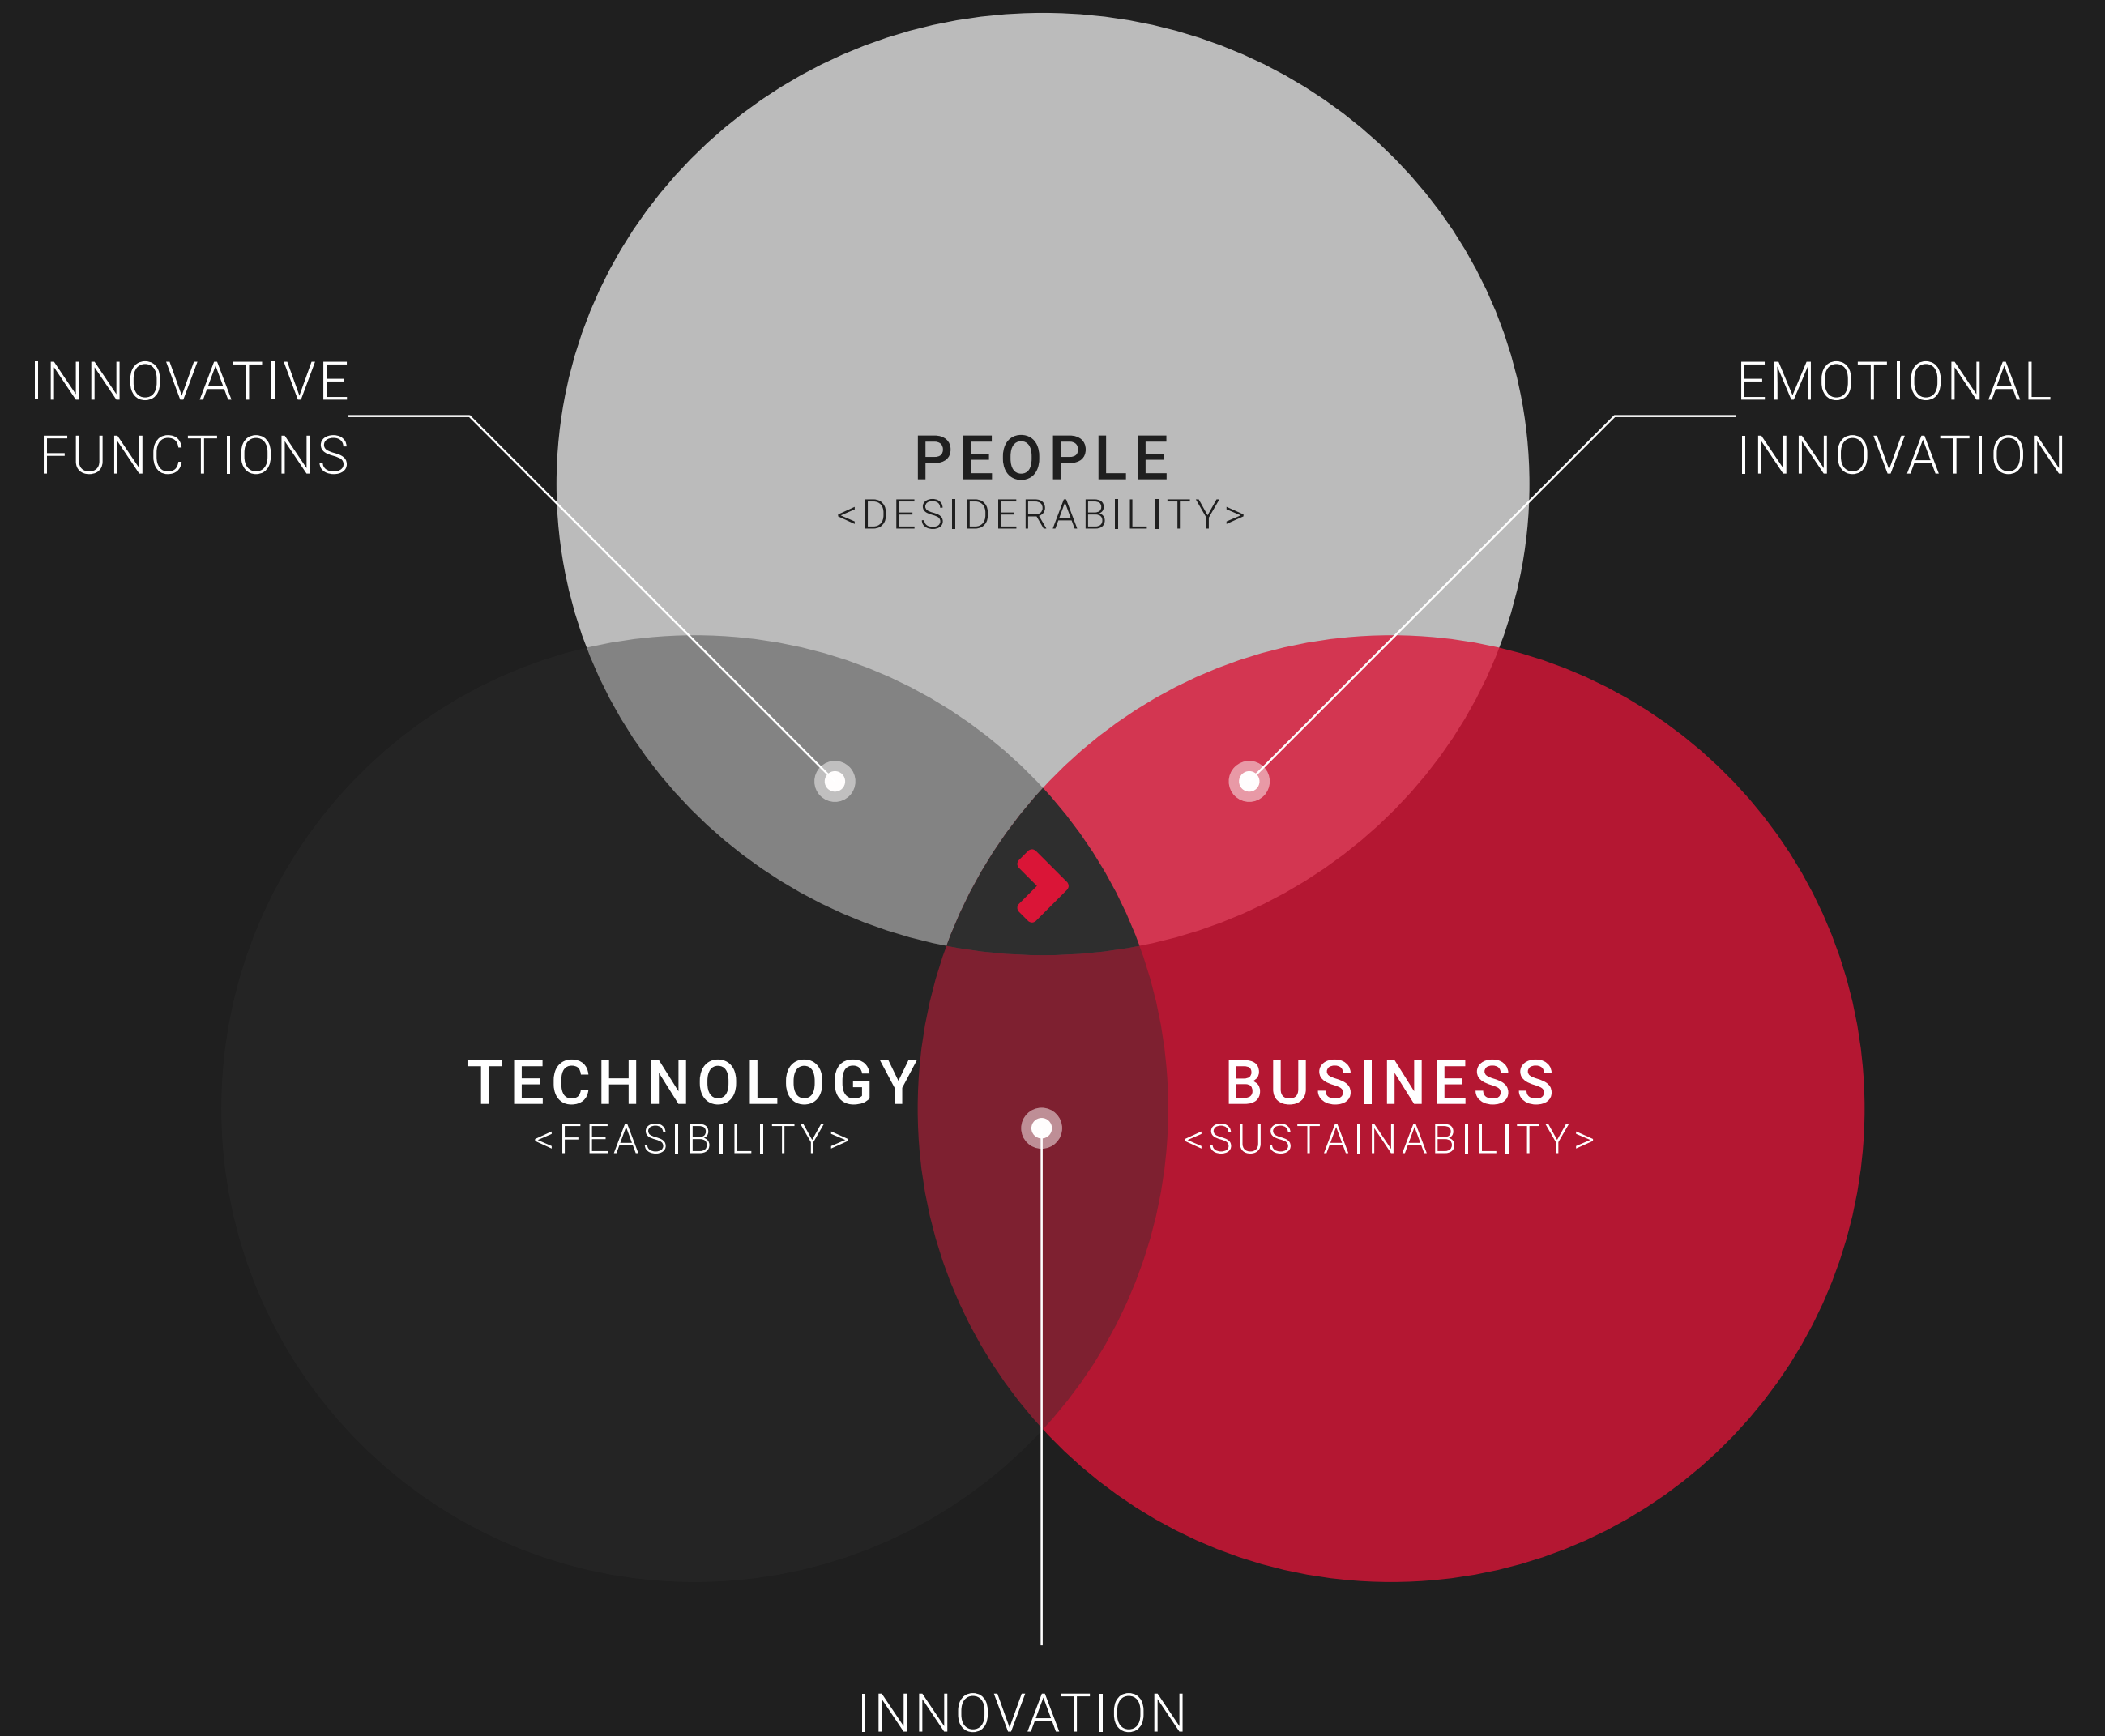 INNOVATIVE
FUNCTIONS
EMOTIONAL
INNOVATION
PEOPLE
<DESIDERABILITY>
TECHNOLOGY
<FEASIBILITY>
BUSINESS
<SUSTAINABILITY>
INNOVATION